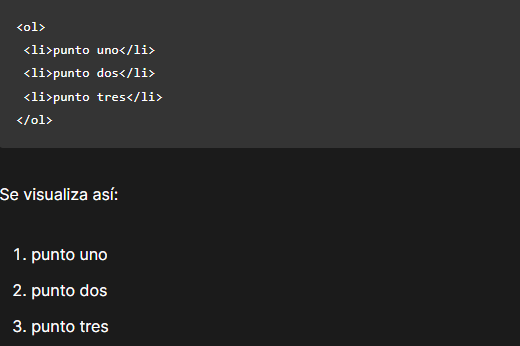 <ol>
<li>punto uno</li>
<li>punto dos</li>
<li>punto tres</li>
</ol>
Se visualiza así:
1. punto uno
2. punto dos
3. punto tres